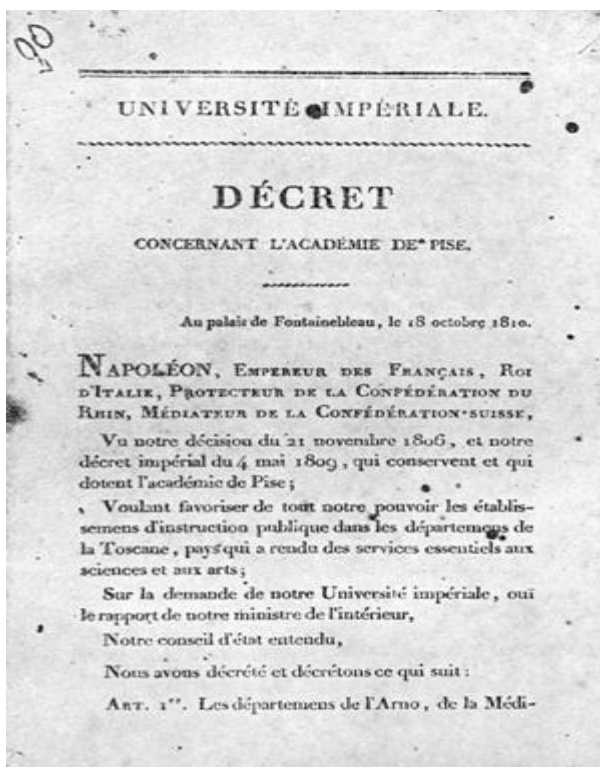 UNIVERSITÉ IMPÉRIALE.
DÉCRET
CONCERNANT L'ACADÉMIE DE PISE.
Au palais de Fontainebleau, le 18 octobre 1810.
NAPOLÉON, EMPEREUR DES FRANÇAIS, ROI
D'ITALIE, PROTECTEUR DE LA CONFÉDÉRATION DU
RHIN, MÉDIATEUR DE LA CONFÉDÉRATION-SUISSE,
Vu notre décision du 21 novembre 1806, et notre
décret impérial du 4 mai 1809, qui conservent et qui
dotent l'académie de Pise;
Voulant favoriser de tout notre pouvoir les établis-
semens d'instruction publique dans les départemens de
la Toscane, pays qui a rendu des services essentiels aux
sciences et aux arts;
Sur la demande de notre Université impériale, ouï
le rapport de notre ministre de l'intérieur,
Notre conseil d'état entendu,
Nous avons décrété et décrétons ce qui suit:
ART. 1er. Les départemens de l'Arno, de la Médi-